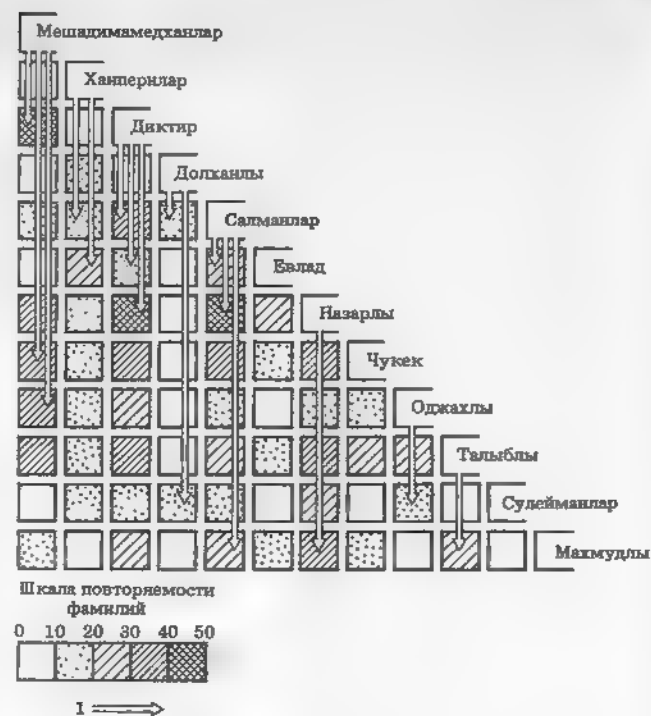 Мешадимамедханлар
Ханперилар
Диктир
Долханлы
Салманлар
Евлад
Назарлы
Чукек
Оджахлы
Талыблы
Сулейманлар
Махмудлы
Шкала повторяемости
фамилий
0 10 20 30 40 50
1